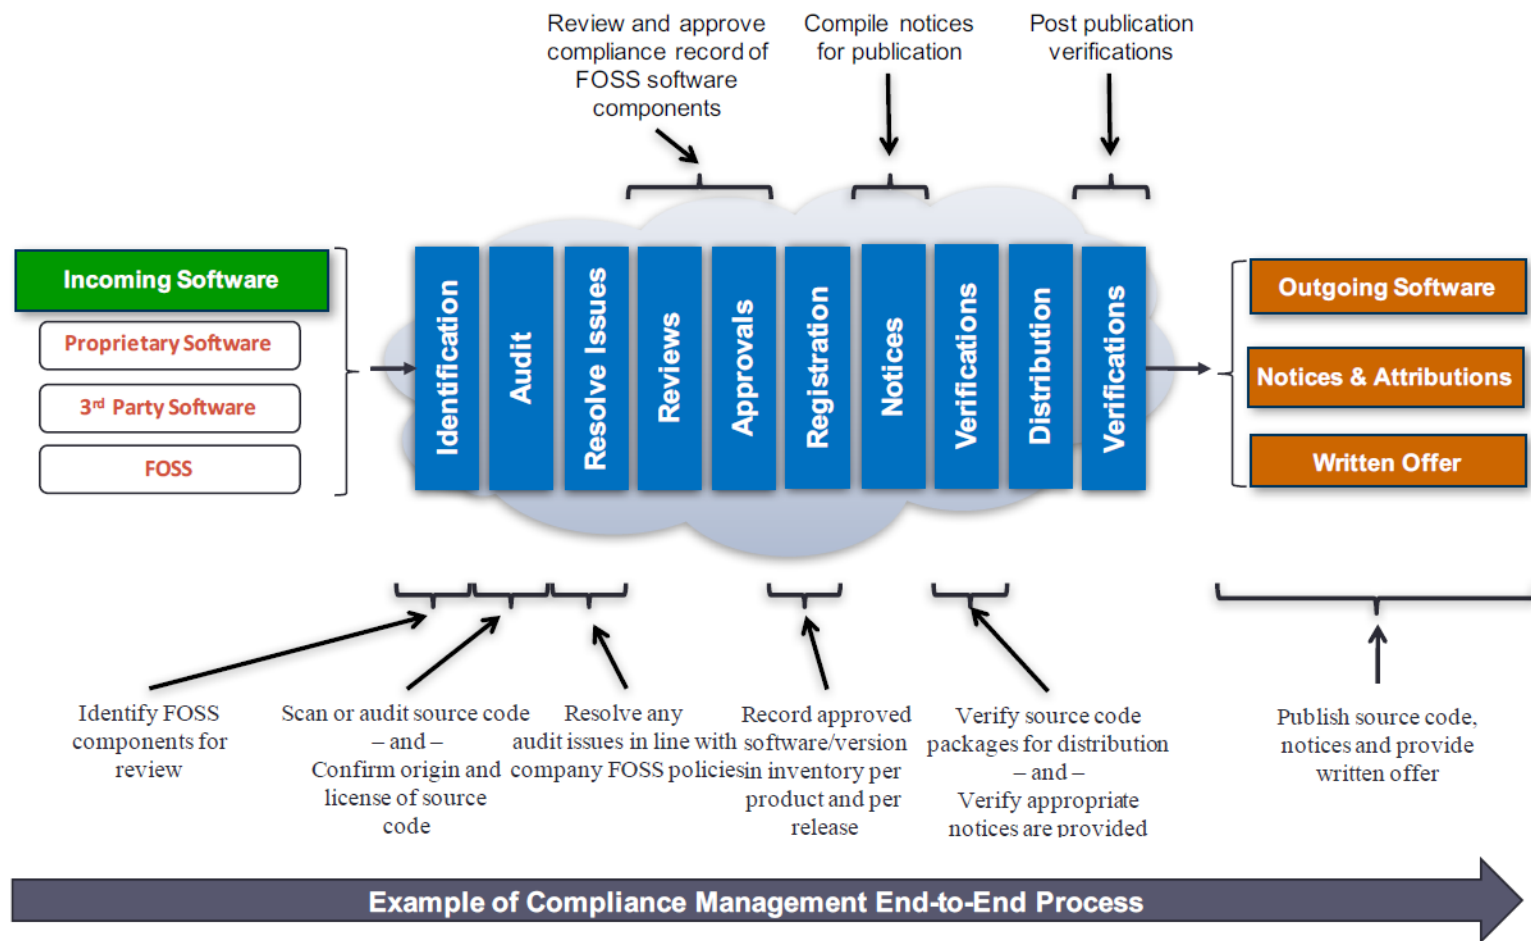 Review and approve
compliance record of
FOSS software
components
Compile notices
for publication
Post publication
verifications
Incoming Software
Proprietary Software
3rd Party Software
FOSS
Identification
Audit
Resolve Issues
Reviews
Approvals
Registration
Notices
Verifications
Distribution
Verifications
Outgoing Software
Notices & Attributions
Written Offer
Identify FOSS
components for
review
Scan or audit source code
– and –
Confirm origin and
license of source
code
Resolve any
audit issues in line with
company FOSS policies
Record approved
software/version
in inventory per
product and per
release
Verify source code
packages for distribution
– and –
Verify appropriate
notices are provided
Publish source code,
notices and provide
written offer
Example of Compliance Management End-to-End Process